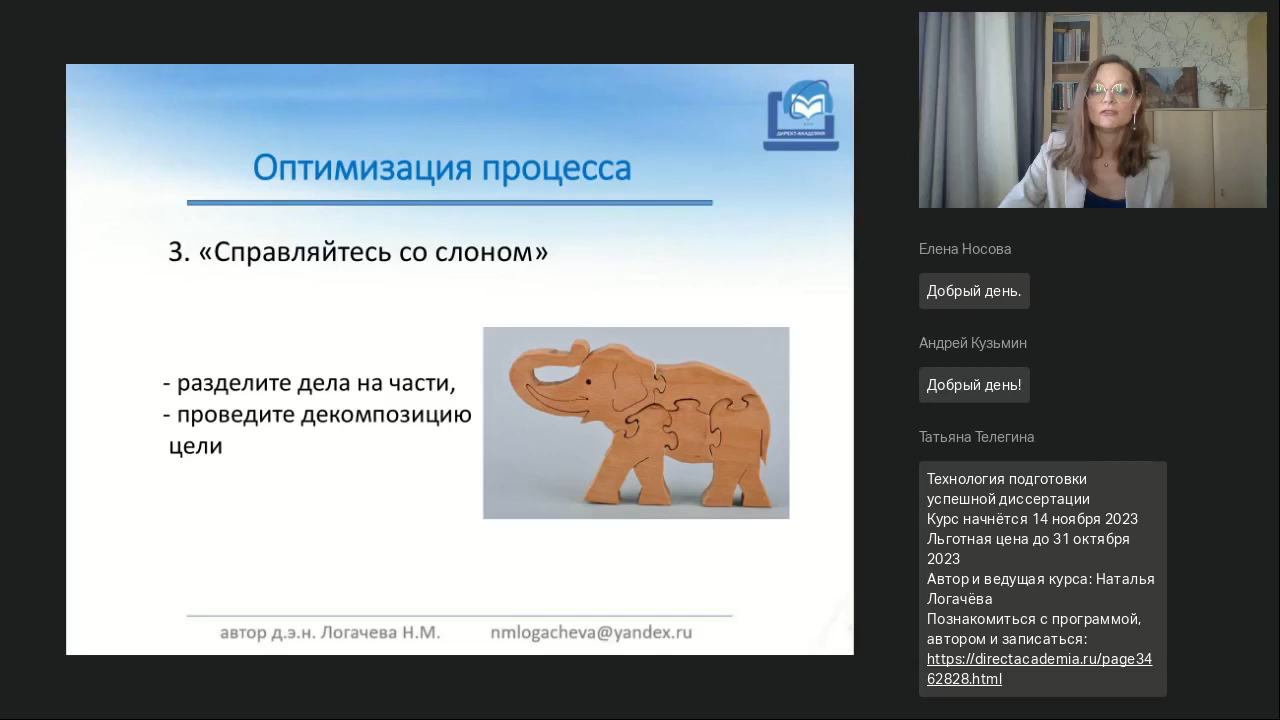 ДИРЕКТ-АКАДЕМИЯ
Оптимизация процесса
3. «Справляйтесь со слоном»
- разделите дела на части,
- проведите декомпозицию
цели
автор д.э.н. Логачева Н.М. nmlogacheva@yandex.ru
Елена Носова
Добрый день.
Андрей Кузьмин
Добрый день!
Татьяна Телегина
Технология подготовки
успешной диссертации
Курс начнётся 14 ноября 2023
Льготная цена до 31 октября
2023
Автор и ведущая курса: Наталья
Логачёва
Познакомиться с программой,
автором и записаться:
https://directacademia.ru/page34
62828.html